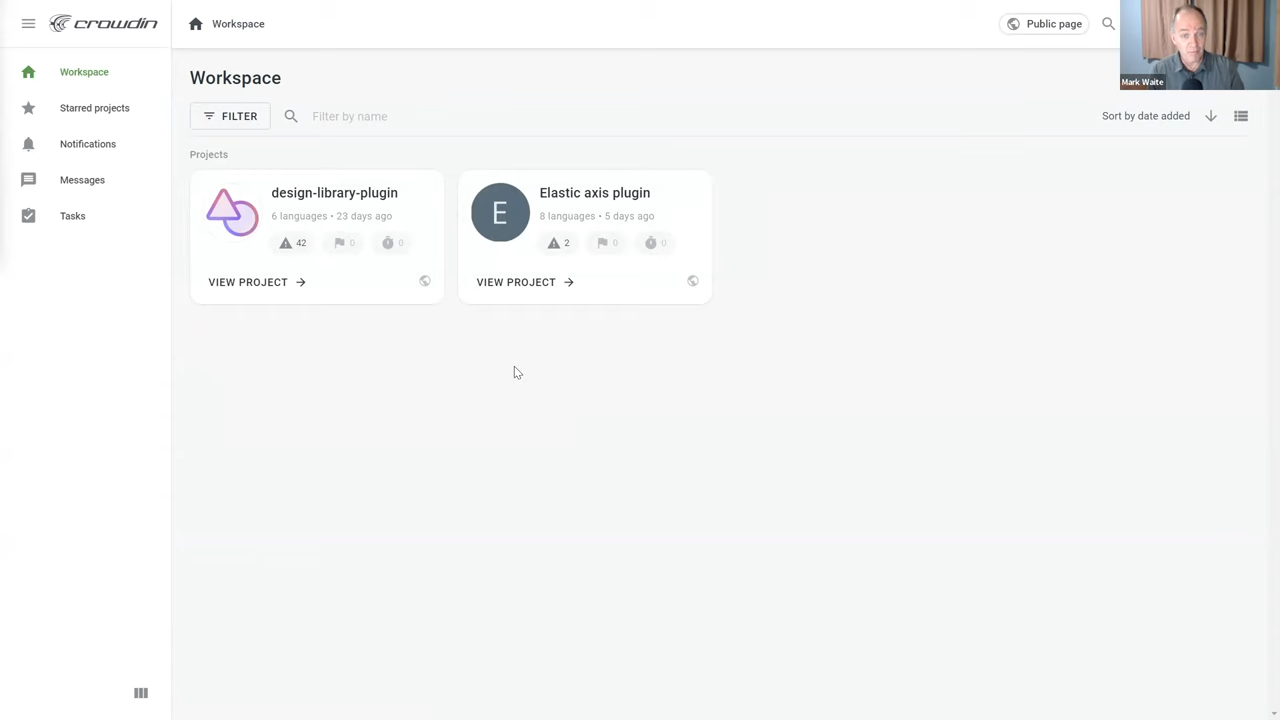 crowdin
Workspace
Public page
Mark Waite
Workspace
Starred projects
Notifications
Messages
Tasks
Workspace
FILTER
Filter by name
Sort by date added
Projects
design-library-plugin
6 languages • 23 days ago
42
0
0
VIEW PROJECT
E
Elastic axis plugin
8 languages • 5 days ago
2
0
0
VIEW PROJECT